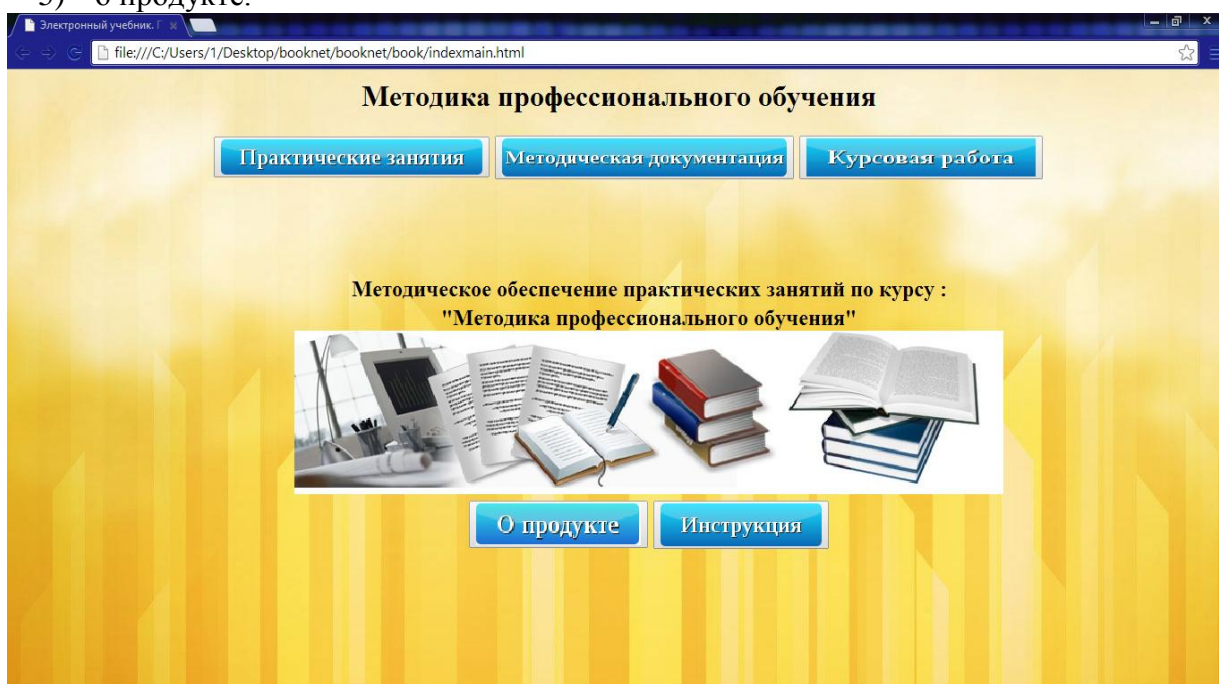 о продукте.
Электронный учебник. Г
file:///C:/Users/1/Desktop/booknet/booknet/book/indexmain.html
Методика профессионального обучения
Практические занятия Методическая документация Курсовая работа
Методическое обеспечение практических занятий по курсу :
"Методика профессионального обучения"
О продукте Инструкция